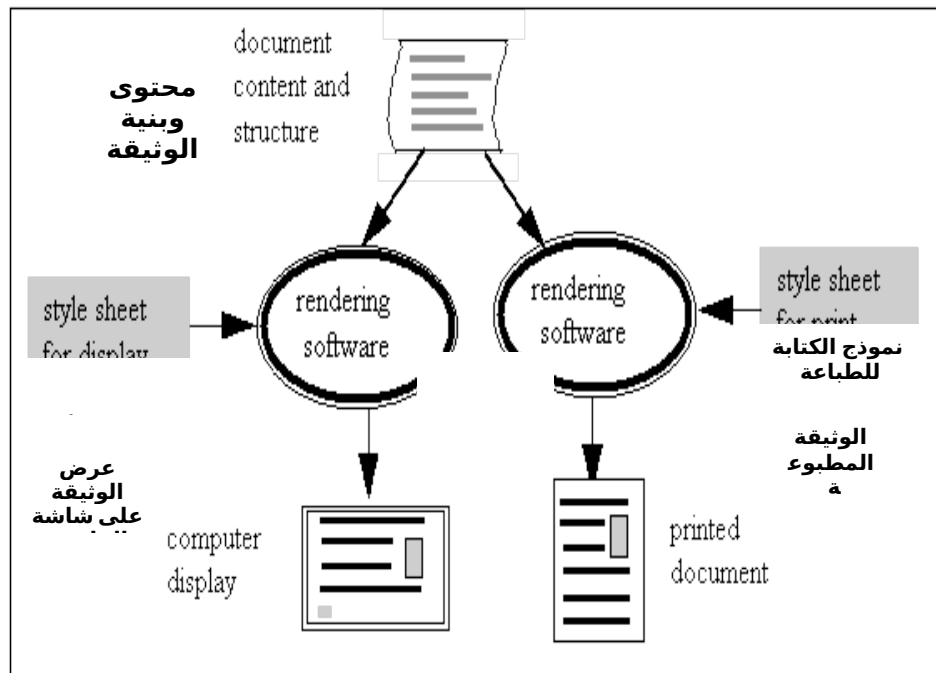 document
content and
structure
محتوى
وبنية
الوثيقة
style sheet
for display
rendering
software
rendering
software
style sheet
for print
نموذج الكتابة
للطباعة
الوثيقة
المطبوع
ة
عرض
الوثيقة
على شاشة
computer
display
printed
document